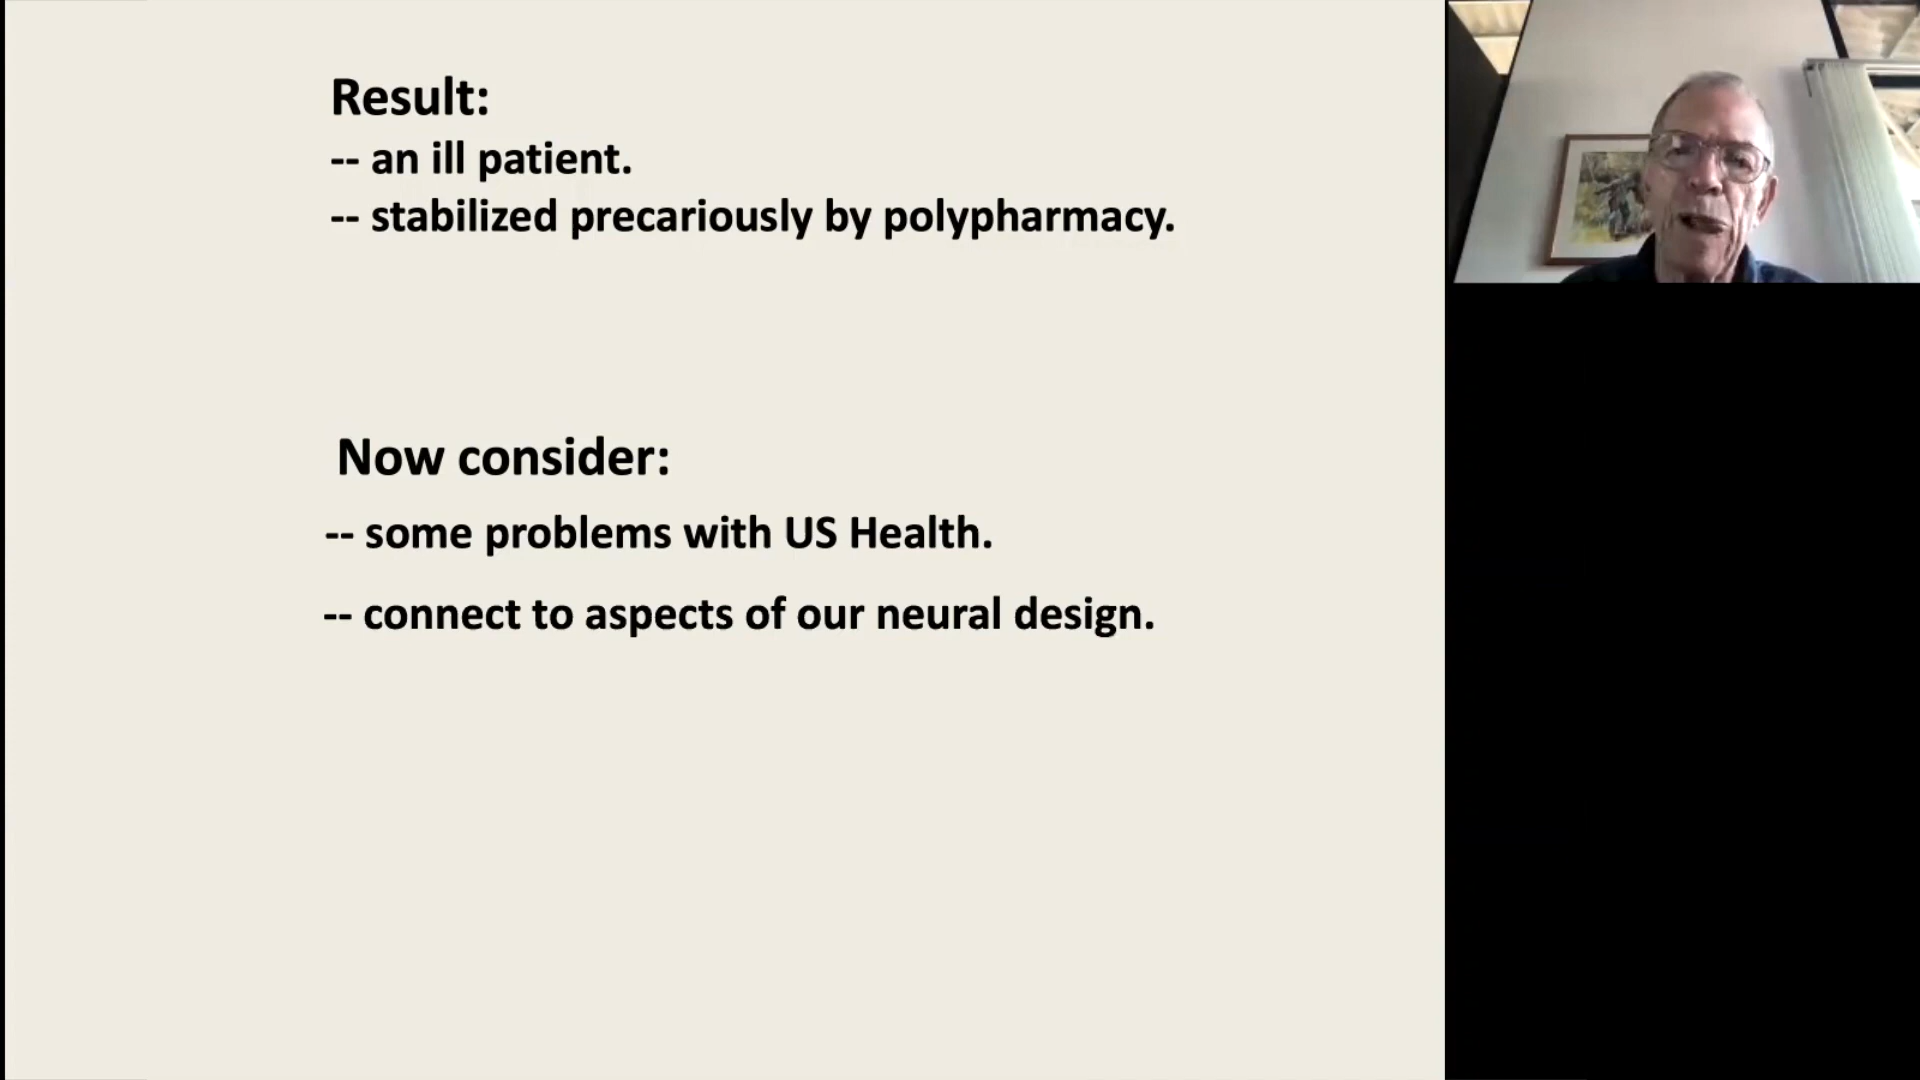 Result:
-- an ill patient.
-- stabilized precariously by polypharmacy.
Now consider:
-- some problems with US Health.
-- connect to aspects of our neural design.